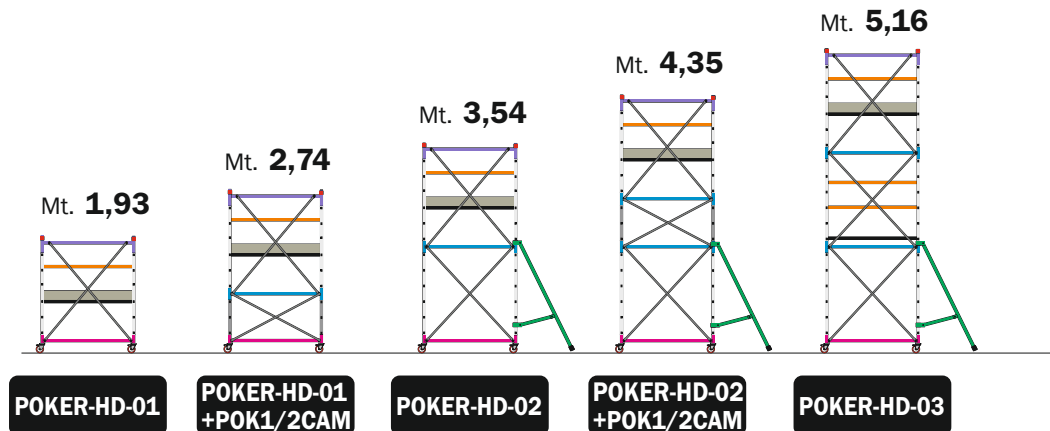 Mt. 1,93
Mt. 2,74
Mt. 3,54
Mt. 4,35
Mt. 5,16
POKER-HD-01
POKER-HD-01
+POK1/2CAM
POKER-HD-02
POKER-HD-02
+POK1/2CAM
POKER-HD-03